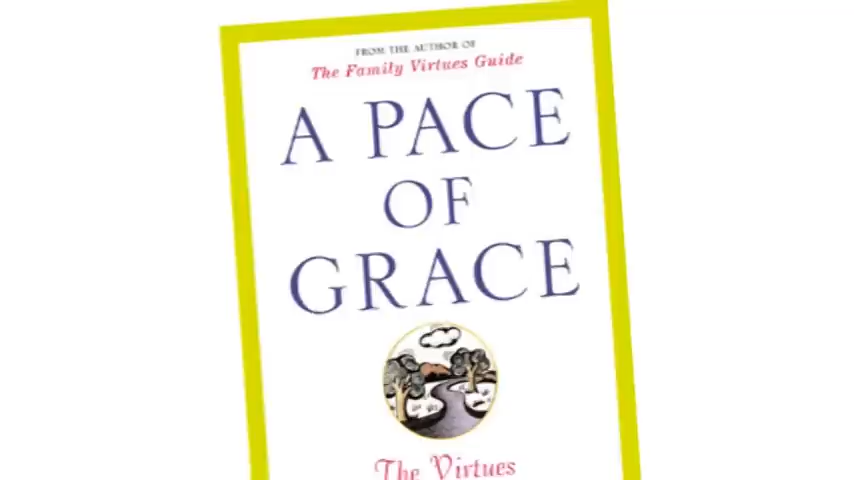 FROM THE AUTHOR OF
The Family Virtues Guide
A PACE
OF
GRACE
The Virtues